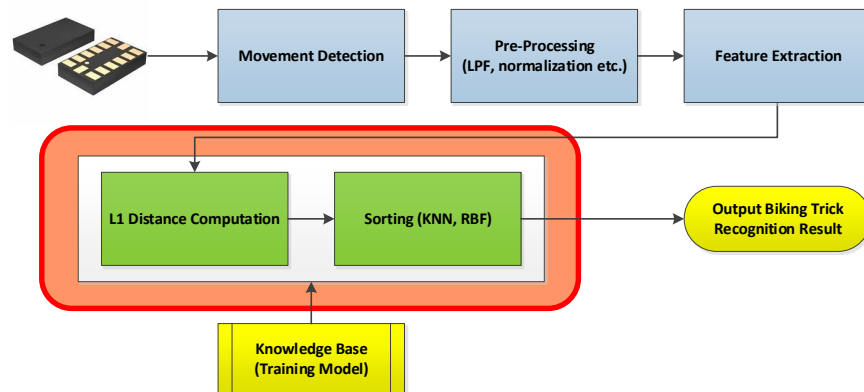 Movement Detection
Pre-Processing
(LPF, normalization etc.)
Feature Extraction
L1 Distance Computation
Sorting (KNN, RBF)
Output Biking Trick
Recognition Result
Knowledge Base
(Training Model)